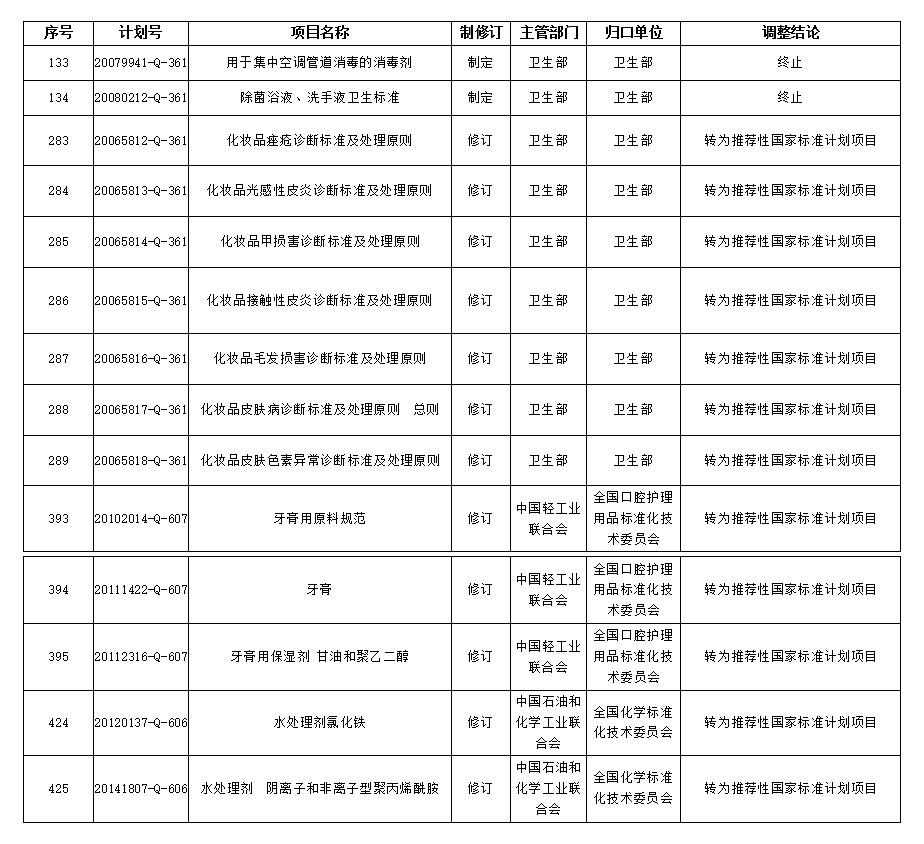 序号 计划号 项目名称 制修订 主管部门 归口单位 调整结论
133 20079941-Q-361 用于集中空调管道消毒的消毒剂 制定 卫生部 卫生部 终止
134 20080212-Q-361 除菌浴液、洗手液卫生标准 制定 卫生部 卫生部 终止
283 20065812-Q-361 化妆品痤疮诊断标准及处理原则 修订 卫生部 卫生部 转为推荐性国家标准计划项目
284 20065813-Q-361 化妆品光感性皮炎诊断标准及处理原则 修订 卫生部 卫生部 转为推荐性国家标准计划项目
285 20065814-Q-361 化妆品甲损害诊断标准及处理原则 修订 卫生部 卫生部 转为推荐性国家标准计划项目
286 20065815-Q-361 化妆品接触性皮炎诊断标准及处理原则 修订 卫生部 卫生部 转为推荐性国家标准计划项目
287 20065816-Q-361 化妆品毛发损害诊断标准及处理原则 修订 卫生部 卫生部 转为推荐性国家标准计划项目
288 20065817-Q-361 化妆品皮肤病诊断标准及处理原则　总则 修订 卫生部 卫生部 转为推荐性国家标准计划项目
289 20065818-Q-361 化妆品皮肤色素异常诊断标准及处理原则 修订 卫生部 卫生部 转为推荐性国家标准计划项目
393 20102014-Q-607 牙膏用原料规范 修订 中国轻工业
联合会 全国口腔护理
用品标准化技
术委员会 转为推荐性国家标准计划项目
394 20111422-Q-607 牙膏 修订 中国轻工业
联合会 全国口腔护理
用品标准化技
术委员会 转为推荐性国家标准计划项目
395 20112316-Q-607 牙膏用保湿剂 甘油和聚乙二醇 修订 中国轻工业
联合会 全国口腔护理
用品标准化技
术委员会 转为推荐性国家标准计划项目
424 20120137-Q-606 水处理剂氯化铁 修订 中国石油和
化学工业联
合会 全国化学标准
化技术委员会 转为推荐性国家标准计划项目
425 20141807-Q-606 水处理剂　阴离子和非离子型聚丙烯酰胺 修订 中国石油和
化学工业联
合会 全国化学标准
化技术委员会 转为推荐性国家标准计划项目